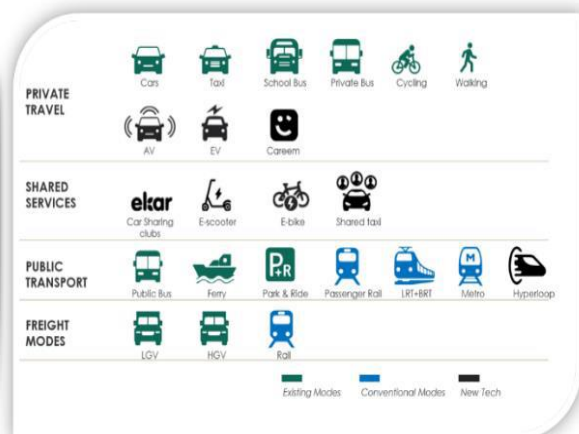 Cars Taxi School Bus Private Bus Cycling Walking
PRIVATE
TRAVEL
AV EV Careem
SHARED
SERVICES
ekar
Car Sharing
clubs
E-scooter E-bike Shared taxi
P+R
M
PUBLIC
TRANSPORT
Public Bus Ferry Park & Ride Passenger Rail LRT+BRT Metro Hyperloop
FREIGHT
MODES
LGV HGV Rail
Existing Modes Conventional Modes New Tech